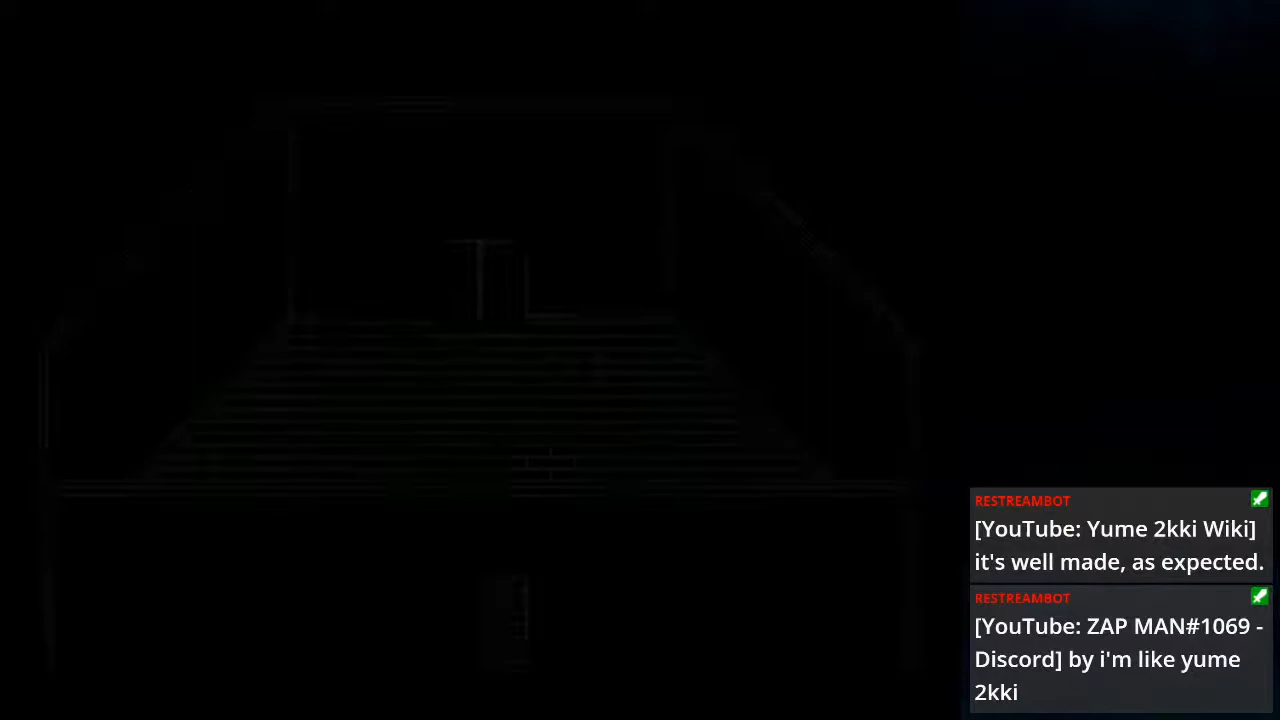 RESTREAMBOT
[YouTube: Yume 2kki Wiki]
it's well made, as expected.
RESTREAMBOT
[YouTube: ZAP MAN#1069 -
Discord] by i'm like yume
2kki